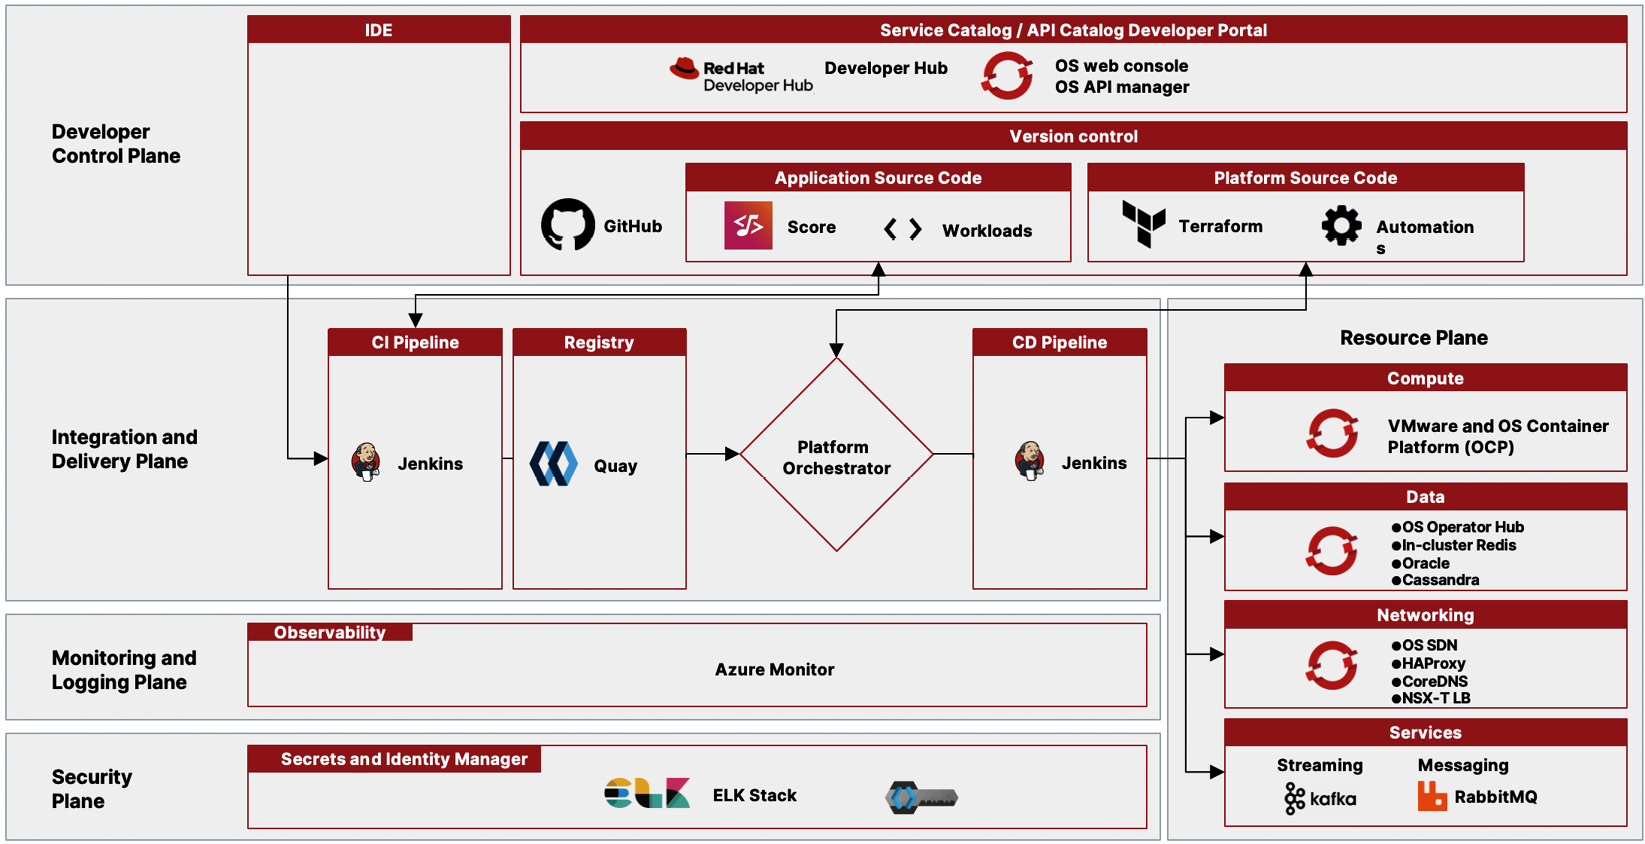 IDE
Service Catalog / API Catalog Developer Portal
Red Hat
Developer Hub
Developer Hub
OS web console
OS API manager
Developer
Control Plane
Version control
Application Source Code
Platform Source Code
GitHub
Score
Workloads
Terraform
Automation
s
CI Pipeline
Registry
CD Pipeline
Resource Plane
Compute
VMware and OS Container
Platform (OCP)
Integration and
Delivery Plane
Jenkins
Quay
Platform
Orchestrator
Jenkins
Data
●OS Operator Hub
●In-cluster Redis
●Oracle
●Cassandra
Networking
●OS SDN
●HAProxy
●CoreDNS
●NSX-T LB
Monitoring and
Logging Plane
Observability
Azure Monitor
Services
Streaming
Messaging
kafka
RabbitMQ
Security
Plane
Secrets and Identity Manager
ELK
ELK Stack